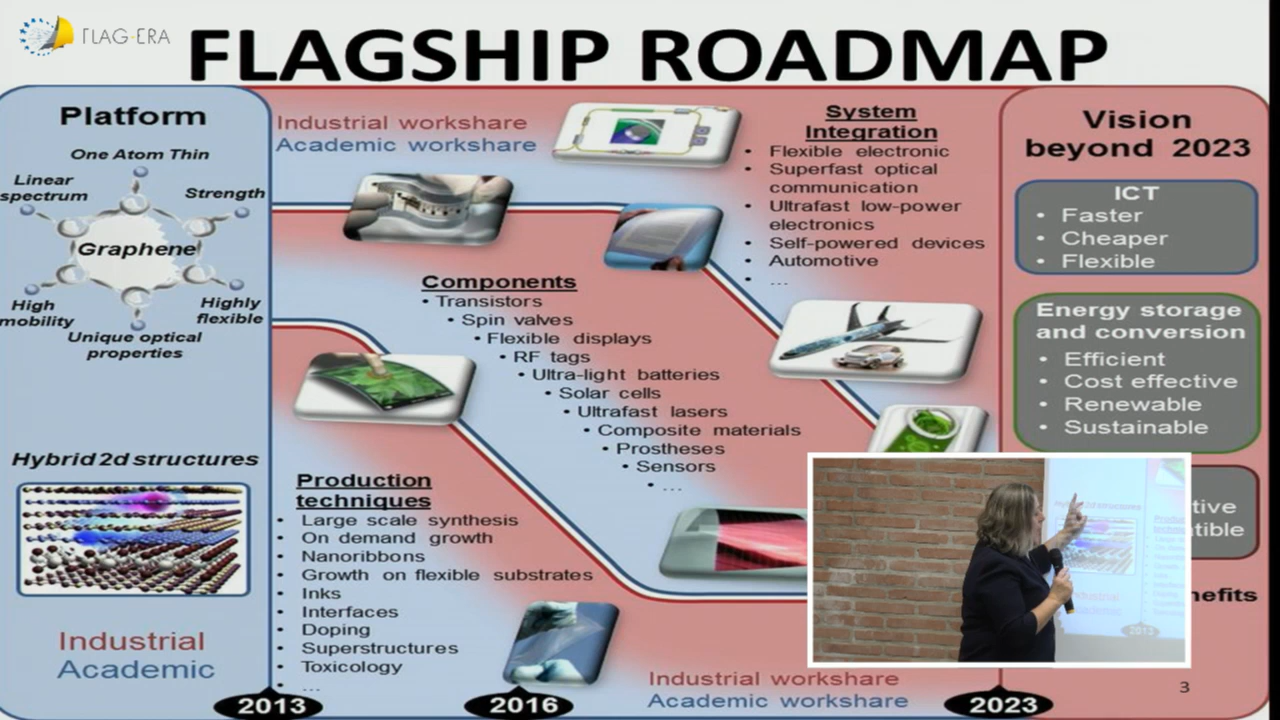 FLAG-ERA
FLAGSHIP ROADMAP
Platform
One Atom Thin
Linear
spectrum
Strength
Graphene
High
mobility
Highly
flexible
Unique optical
properties
Hybrid 2d structures
Industrial
Academic
Industrial workshare
Academic workshare
System
Integration
• Flexible electronic
• Superfast optical
communication
• Ultrafast low-power
electronics
• Self-powered devices
• Automotive
• ...
Components
• Transistors
• Spin valves
• Flexible displays
• RF tags
• Ultra-light batteries
• Solar cells
• Ultrafast lasers
• Composite materials
• Prostheses
• Sensors
• ...
Production
techniques
• Large scale synthesis
• On demand growth
• Nanoribbons
• Growth on flexible substrates
• Inks
• Interfaces
• Doping
• Superstructures
• Toxicology
• ...
Industrial workshare
Academic workshare
Vision
beyond 2023
ICT
• Faster
• Cheaper
• Flexible
Energy storage
and conversion
• Efficient
• Cost effective
• Renewable
• Sustainable
tive
tible
nefits
3
2013
2016
2023